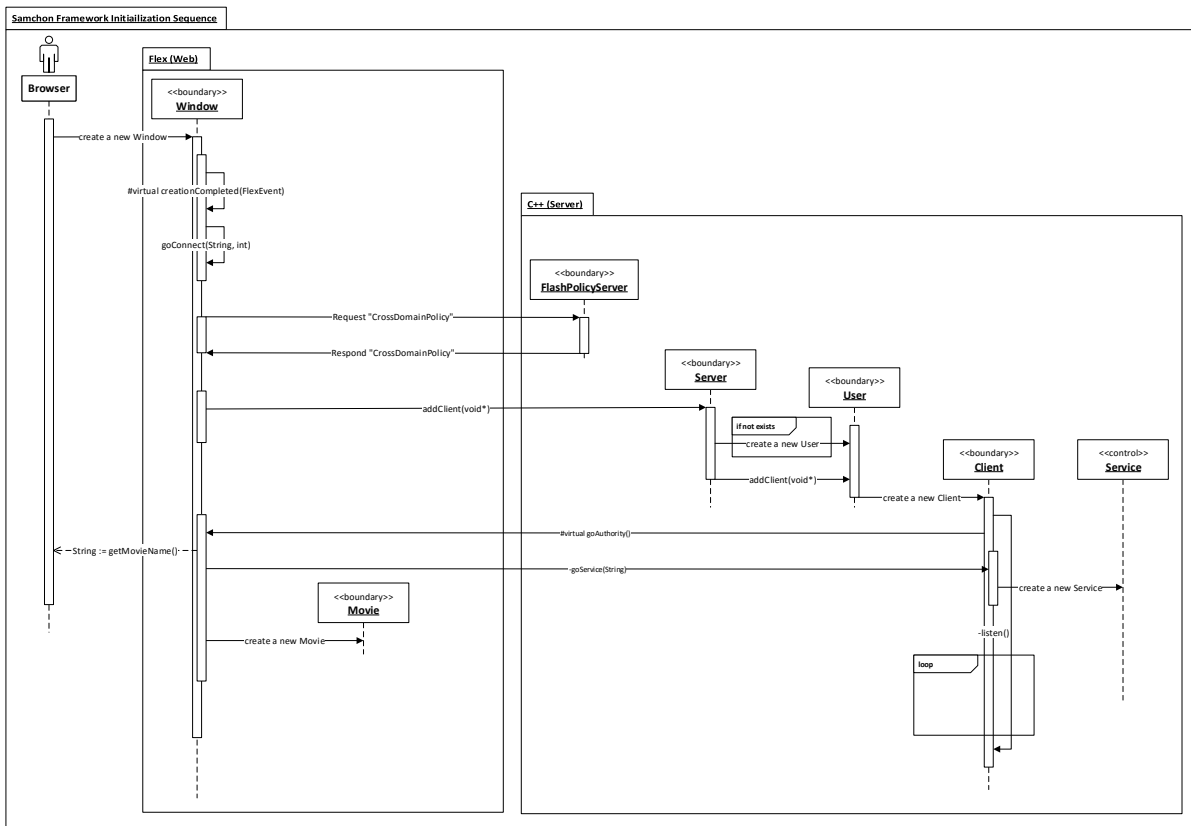 Samchon Framework Initiailization Sequence
Browser
Flex (Web)
<<boundary>>
Window
create a new Window
#virtual creationCompleted(FlexEvent)
goConnect(String, int)
C++ (Server)
<<boundary>>
FlashPolicyServer
Request "CrossDomainPolicy"
Respond "CrossDomainPolicy"
<<boundary>>
Server
<<boundary>>
User
addClient(void*)
if not exists
create a new User
addClient(void*)
<<boundary>>
Client
<<control>>
Service
create a new Client
#virtual goAuthority()
String := getMovieName()
-goService(String)
create a new Service
<<boundary>>
Movie
create a new Movie
-listen()
loop